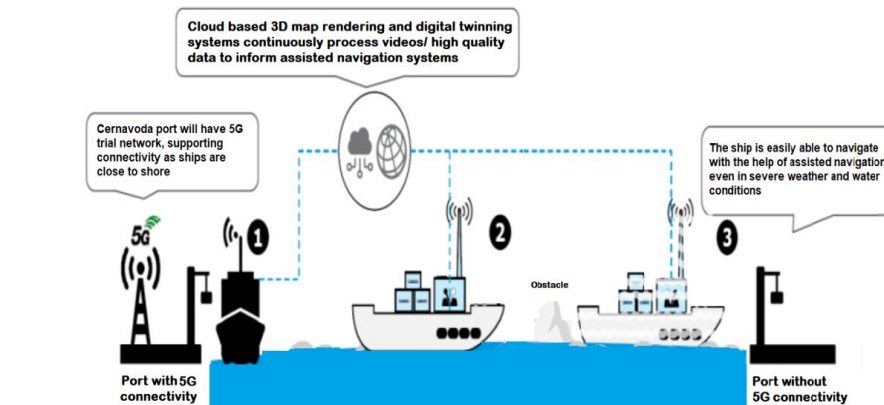 Cloud based 3D map rendering and digital twinning
systems continuously process videos/ high quality
data to inform assisted navigation systems
Cernavoda port will have 5G
trial network, supporting
connectivity as ships are
close to shore
The ship is easily able to navigate
with the help of assisted navigation
even in severe weather and water
conditions
5G
1
2
3
Obstacle
Port with 5G
connectivity
Port without
5G connectivity